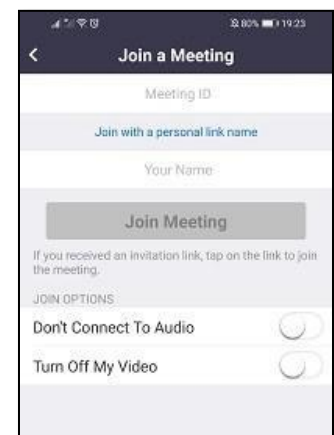 80% 19:23
Join a Meeting
Meeting ID
Join with a personal link name
Your Name
Join Meeting
If you received an invitation link, tap on the link to join
the meeting.
JOIN OPTIONS
Don't Connect To Audio
Turn Off My Video